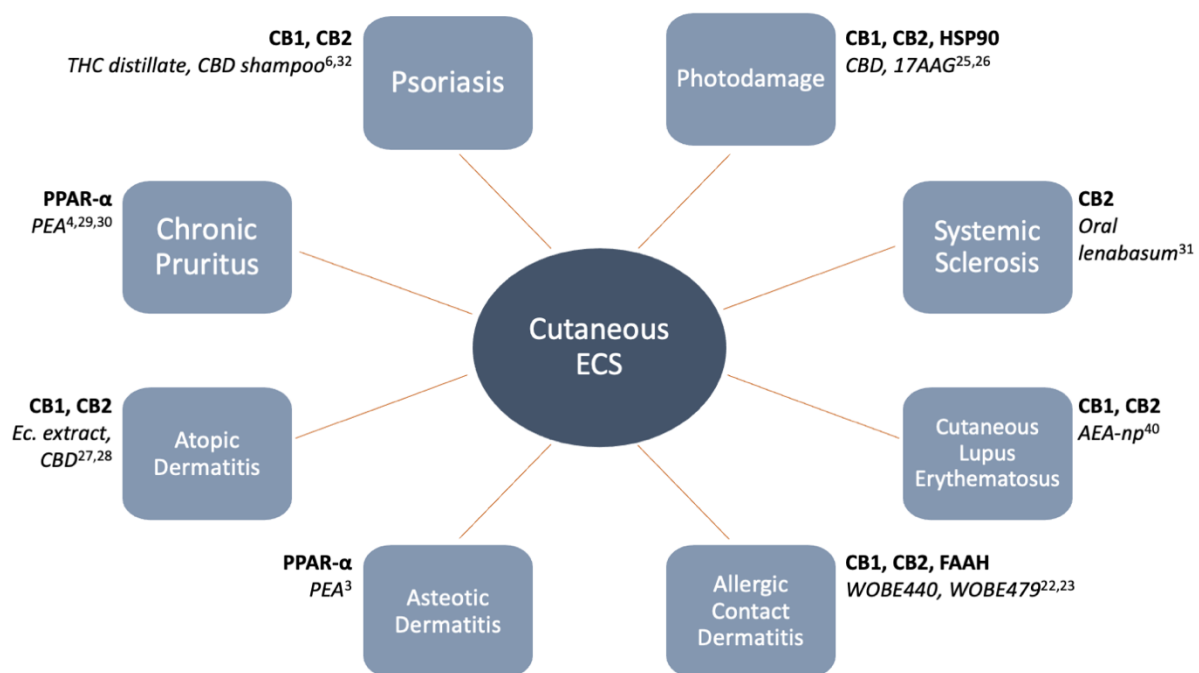 CB1, CB2
THC distillate, CBD shampoo6,32
Psoriasis
Photodamage
CB1, CB2, HSP90
CBD, 17AAG25,26
PPAR-α
PEA4,29,30
Chronic
Pruritus
Systemic
Sclerosis
CB2
Oral
lenabasum31
Cutaneous
ECS
CB1, CB2
Ec. extract,
CBD27,28
Atopic
Dermatitis
Cutaneous
Lupus
Erythematosus
CB1, CB2
AEA-np40
PPAR-α
PEA3
Asteotic
Dermatitis
Allergic
Contact
Dermatitis
CB1, CB2, FAAH
WOBE440, WOBE47922,23